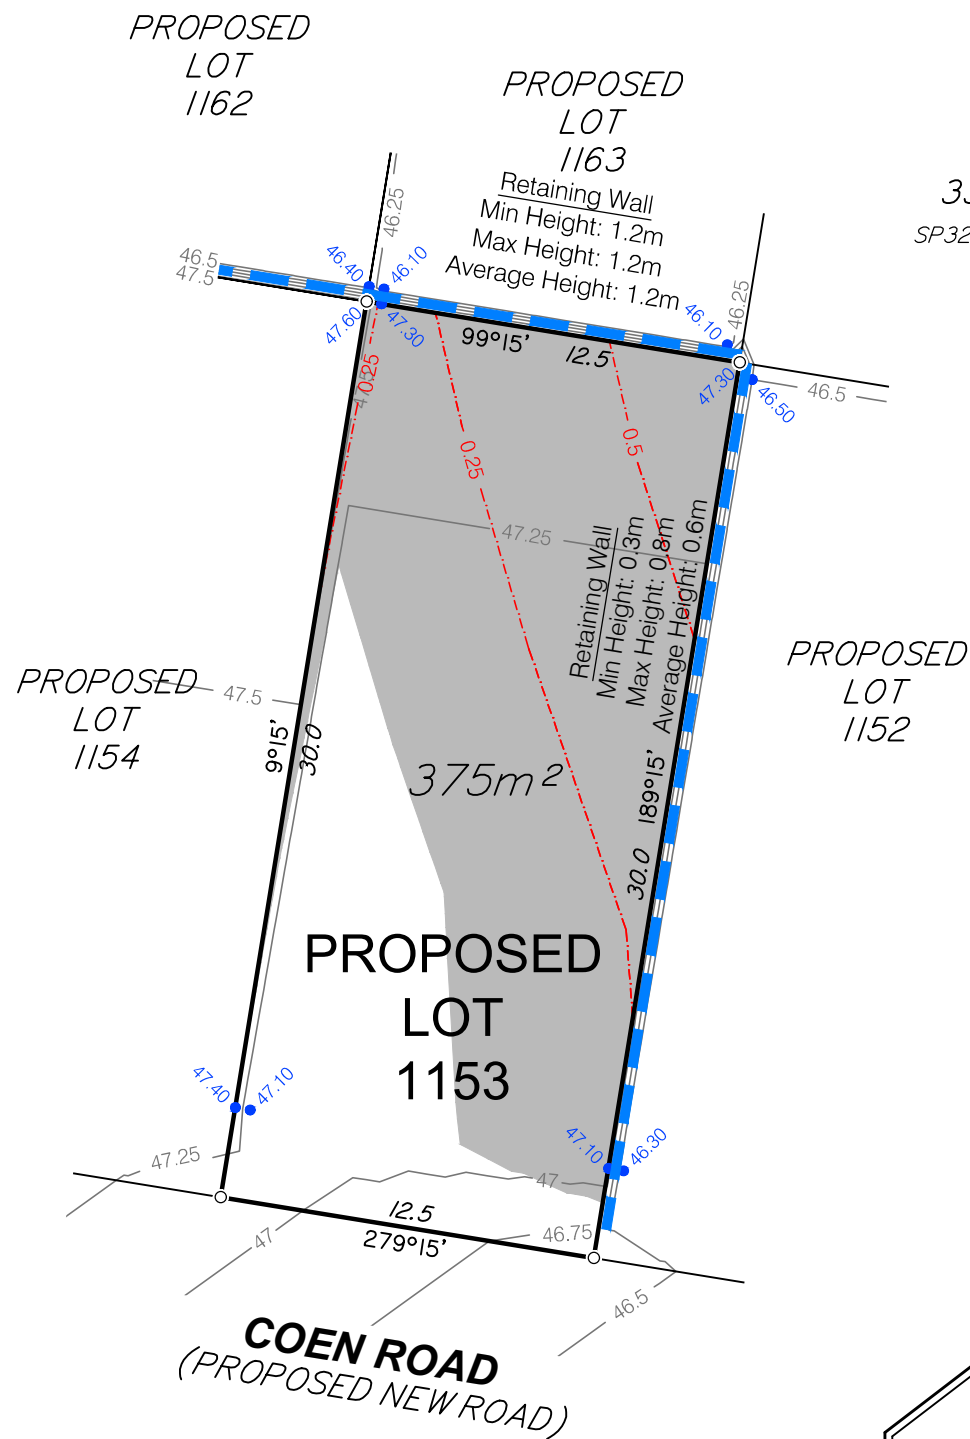 PROPOSED
LOT
1162
PROPOSED
LOT
1163
Retaining Wall
Min Height: 1.2m
Max Height: 1.2m
Average Height: 1.2m
SP32
46.25
46.25
46.5
47.5
46.40
46.10
47.60
47.30
46.10
47.30
46.50
46.5
99°15'
12.5
0.25
0.25
0.5
47.25
Retaining Wall
Min Height: 0.3m
Max Height: 0.8m
Average Height: 0.6m
PROPOSED
LOT
1154
47.5
9°15'
30.0
375m²
189°15'
30.0
PROPOSED
LOT
1152
PROPOSED
LOT
1153
47.40
47.10
47.10
46.30
47.25
47
47
46.75
46.5
12.5
279°15'
COEN ROAD
(PROPOSED NEW ROAD)